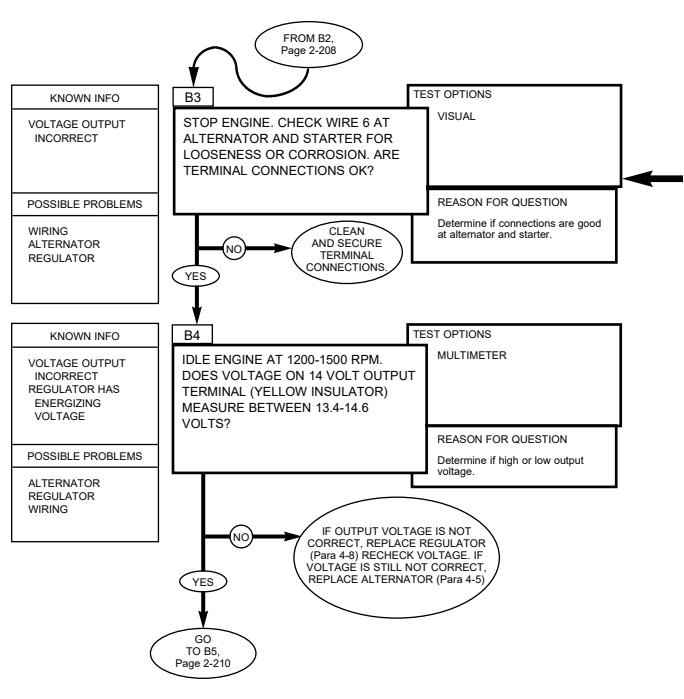 FROM B2,
Page 2-208
KNOWN INFO
VOLTAGE OUTPUT
INCORRECT
POSSIBLE PROBLEMS
WIRING
ALTERNATOR
REGULATOR
B3
STOP ENGINE. CHECK WIRE 6 AT
ALTERNATOR AND STARTER FOR
LOOSENESS OR CORROSION. ARE
TERMINAL CONNECTIONS OK?
TEST OPTIONS
VISUAL
REASON FOR QUESTION
Determine if connections are good
at alternator and starter.
NO
CLEAN
AND SECURE
TERMINAL
CONNECTIONS.
YES
KNOWN INFO
VOLTAGE OUTPUT
INCORRECT
REGULATOR HAS
ENERGIZING
VOLTAGE
POSSIBLE PROBLEMS
ALTERNATOR
REGULATOR
WIRING
B4
IDLE ENGINE AT 1200-1500 RPM.
DOES VOLTAGE ON 14 VOLT OUTPUT
TERMINAL (YELLOW INSULATOR)
MEASURE BETWEEN 13.4-14.6
VOLTS?
TEST OPTIONS
MULTIMETER
REASON FOR QUESTION
Determine if high or low output
voltage.
NO
IF OUTPUT VOLTAGE IS NOT
CORRECT, REPLACE REGULATOR
(Para 4-8) RECHECK VOLTAGE. IF
VOLTAGE IS STILL NOT CORRECT,
REPLACE ALTERNATOR (Para 4-5)
YES
GO
TO B5,
Page 2-210